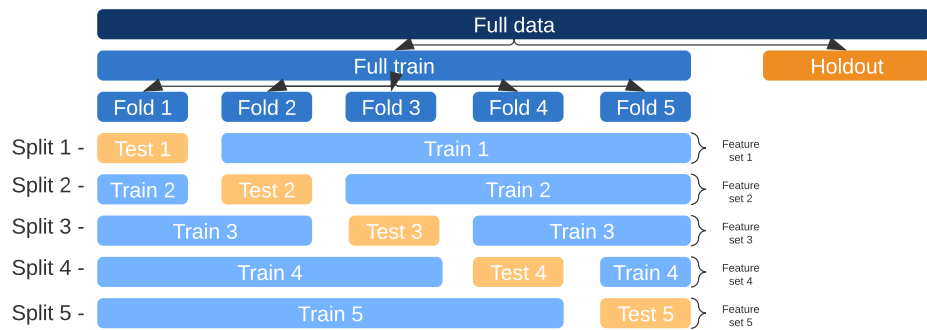 Full data
Full train
Holdout
Fold 1
Fold 2
Fold 3
Fold 4
Fold 5
Split 1 -
Test 1
Train 1
Feature
set 1
Split 2 -
Train 2
Test 2
Train 2
Feature
set 2
Split 3 -
Train 3
Test 3
Train 3
Feature
set 3
Split 4 -
Train 4
Test 4
Train 4
Feature
set 4
Split 5 -
Train 5
Test 5
Feature
set 5